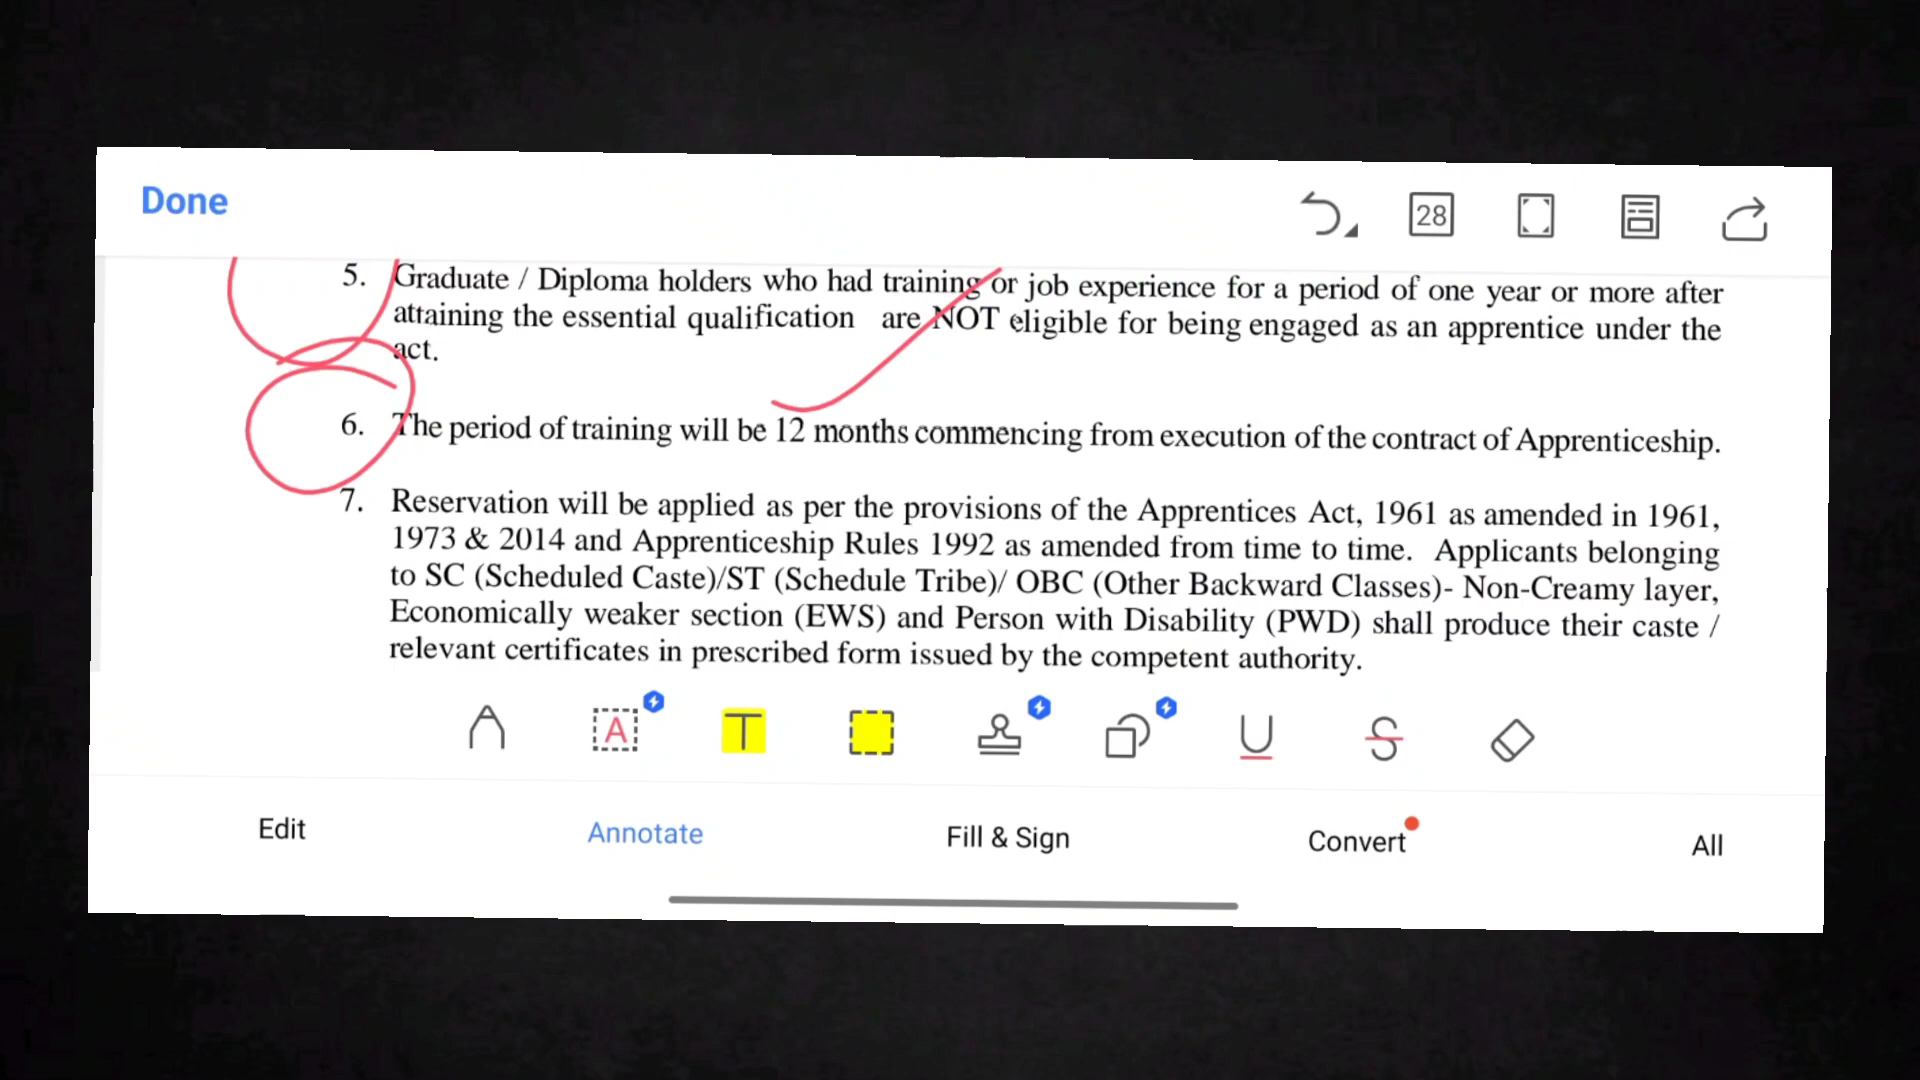 Done
28
5. Graduate / Diploma holders who had training or job experience for a period of one year or more after
attaining the essential qualification are NOT eligible for being engaged as an apprentice under the
act.
6. The period of training will be 12 months commencing from execution of the contract of Apprenticeship.
7. Reservation will be applied as per the provisions of the Apprentices Act, 1961 as amended in 1961,
1973 & 2014 and Apprenticeship Rules 1992 as amended from time to time. Applicants belonging
to SC (Scheduled Caste)/ST (Schedule Tribe)/ OBC (Other Backward Classes)- Non-Creamy layer,
Economically weaker section (EWS) and Person with Disability (PWD) shall produce their caste /
relevant certificates in prescribed form issued by the competent authority.
A T U S
Edit Annotate Fill & Sign Convert All